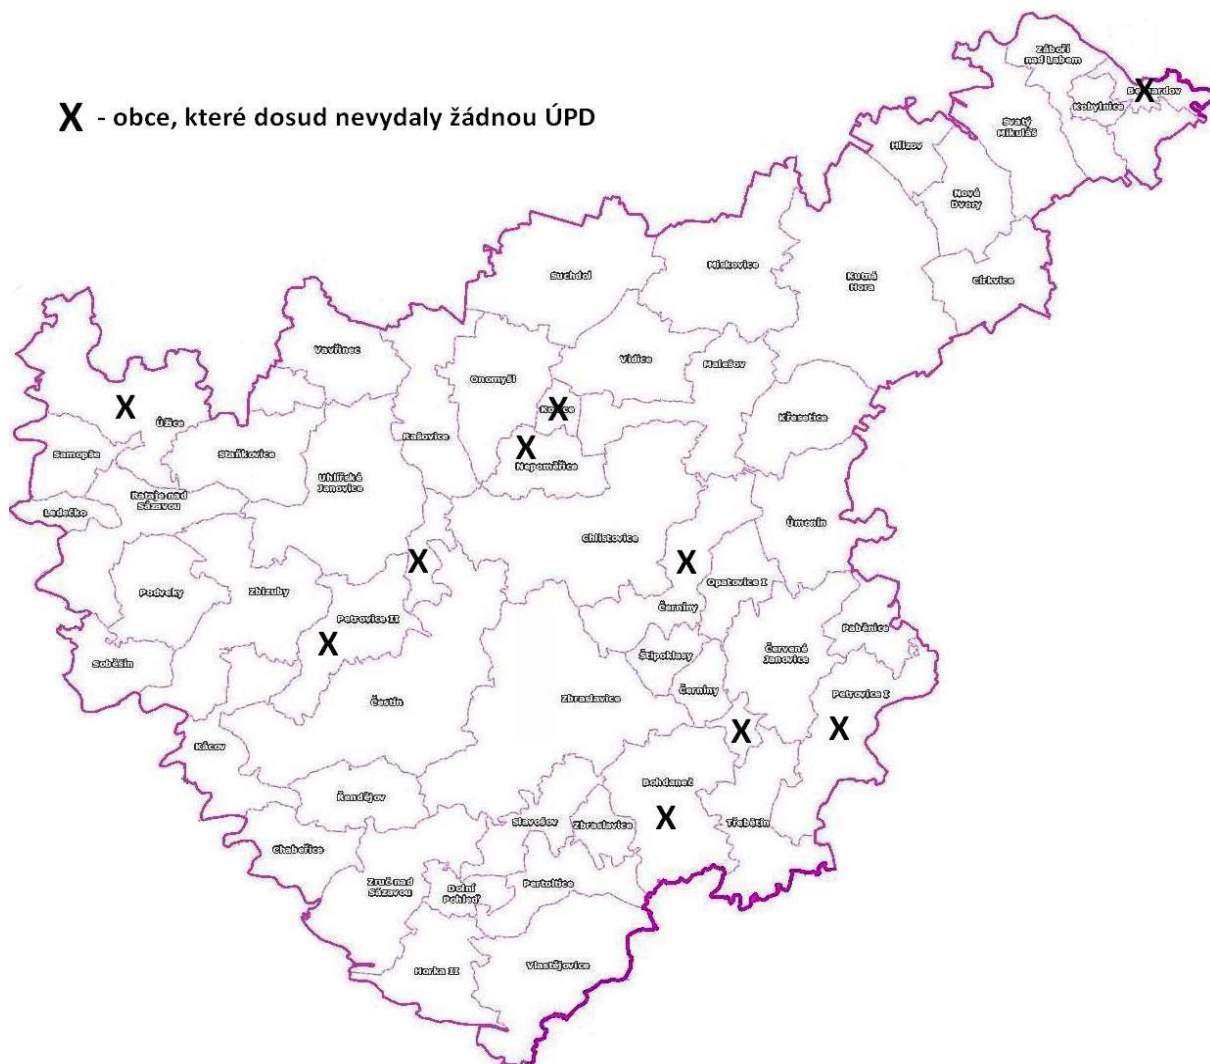 Záboří
nad Labem
X - obce, které dosud nevydaly žádnou ÚPD
X
Kobylnice
Svatý
Mikuláš
Hlízov
Nové
Dvory
Miskovice
Suchdol
Kutná
Hora
Církvice
Vavřinec
Vidice
Malešov
Onomyšl
X
X
Úžice
Křesetice
Rašovice
X
Samopše
Staňkovice
Nepoměřice
Uhlířské
Janovice
Rataje nad
Sázavou
Ledečko
Úmonín
Chlistovice
X
X
Opatovice I
Podveky
Zbizuby
Černíny
Petrovice II
Paběnice
X
Červené
Janovice
Štipoklasy
Soběšín
Černíny
Petrovice I
Zbraslavice
Čestín
X
X
Kácov
Bohdaneč
Řendějov
X
Slavošov
Zbraslavice
Třebětín
Chabeřice
Zruč nad
Sázavou
Dolní
Pohleď
Pertoltice
Horka II
Vlastějovice